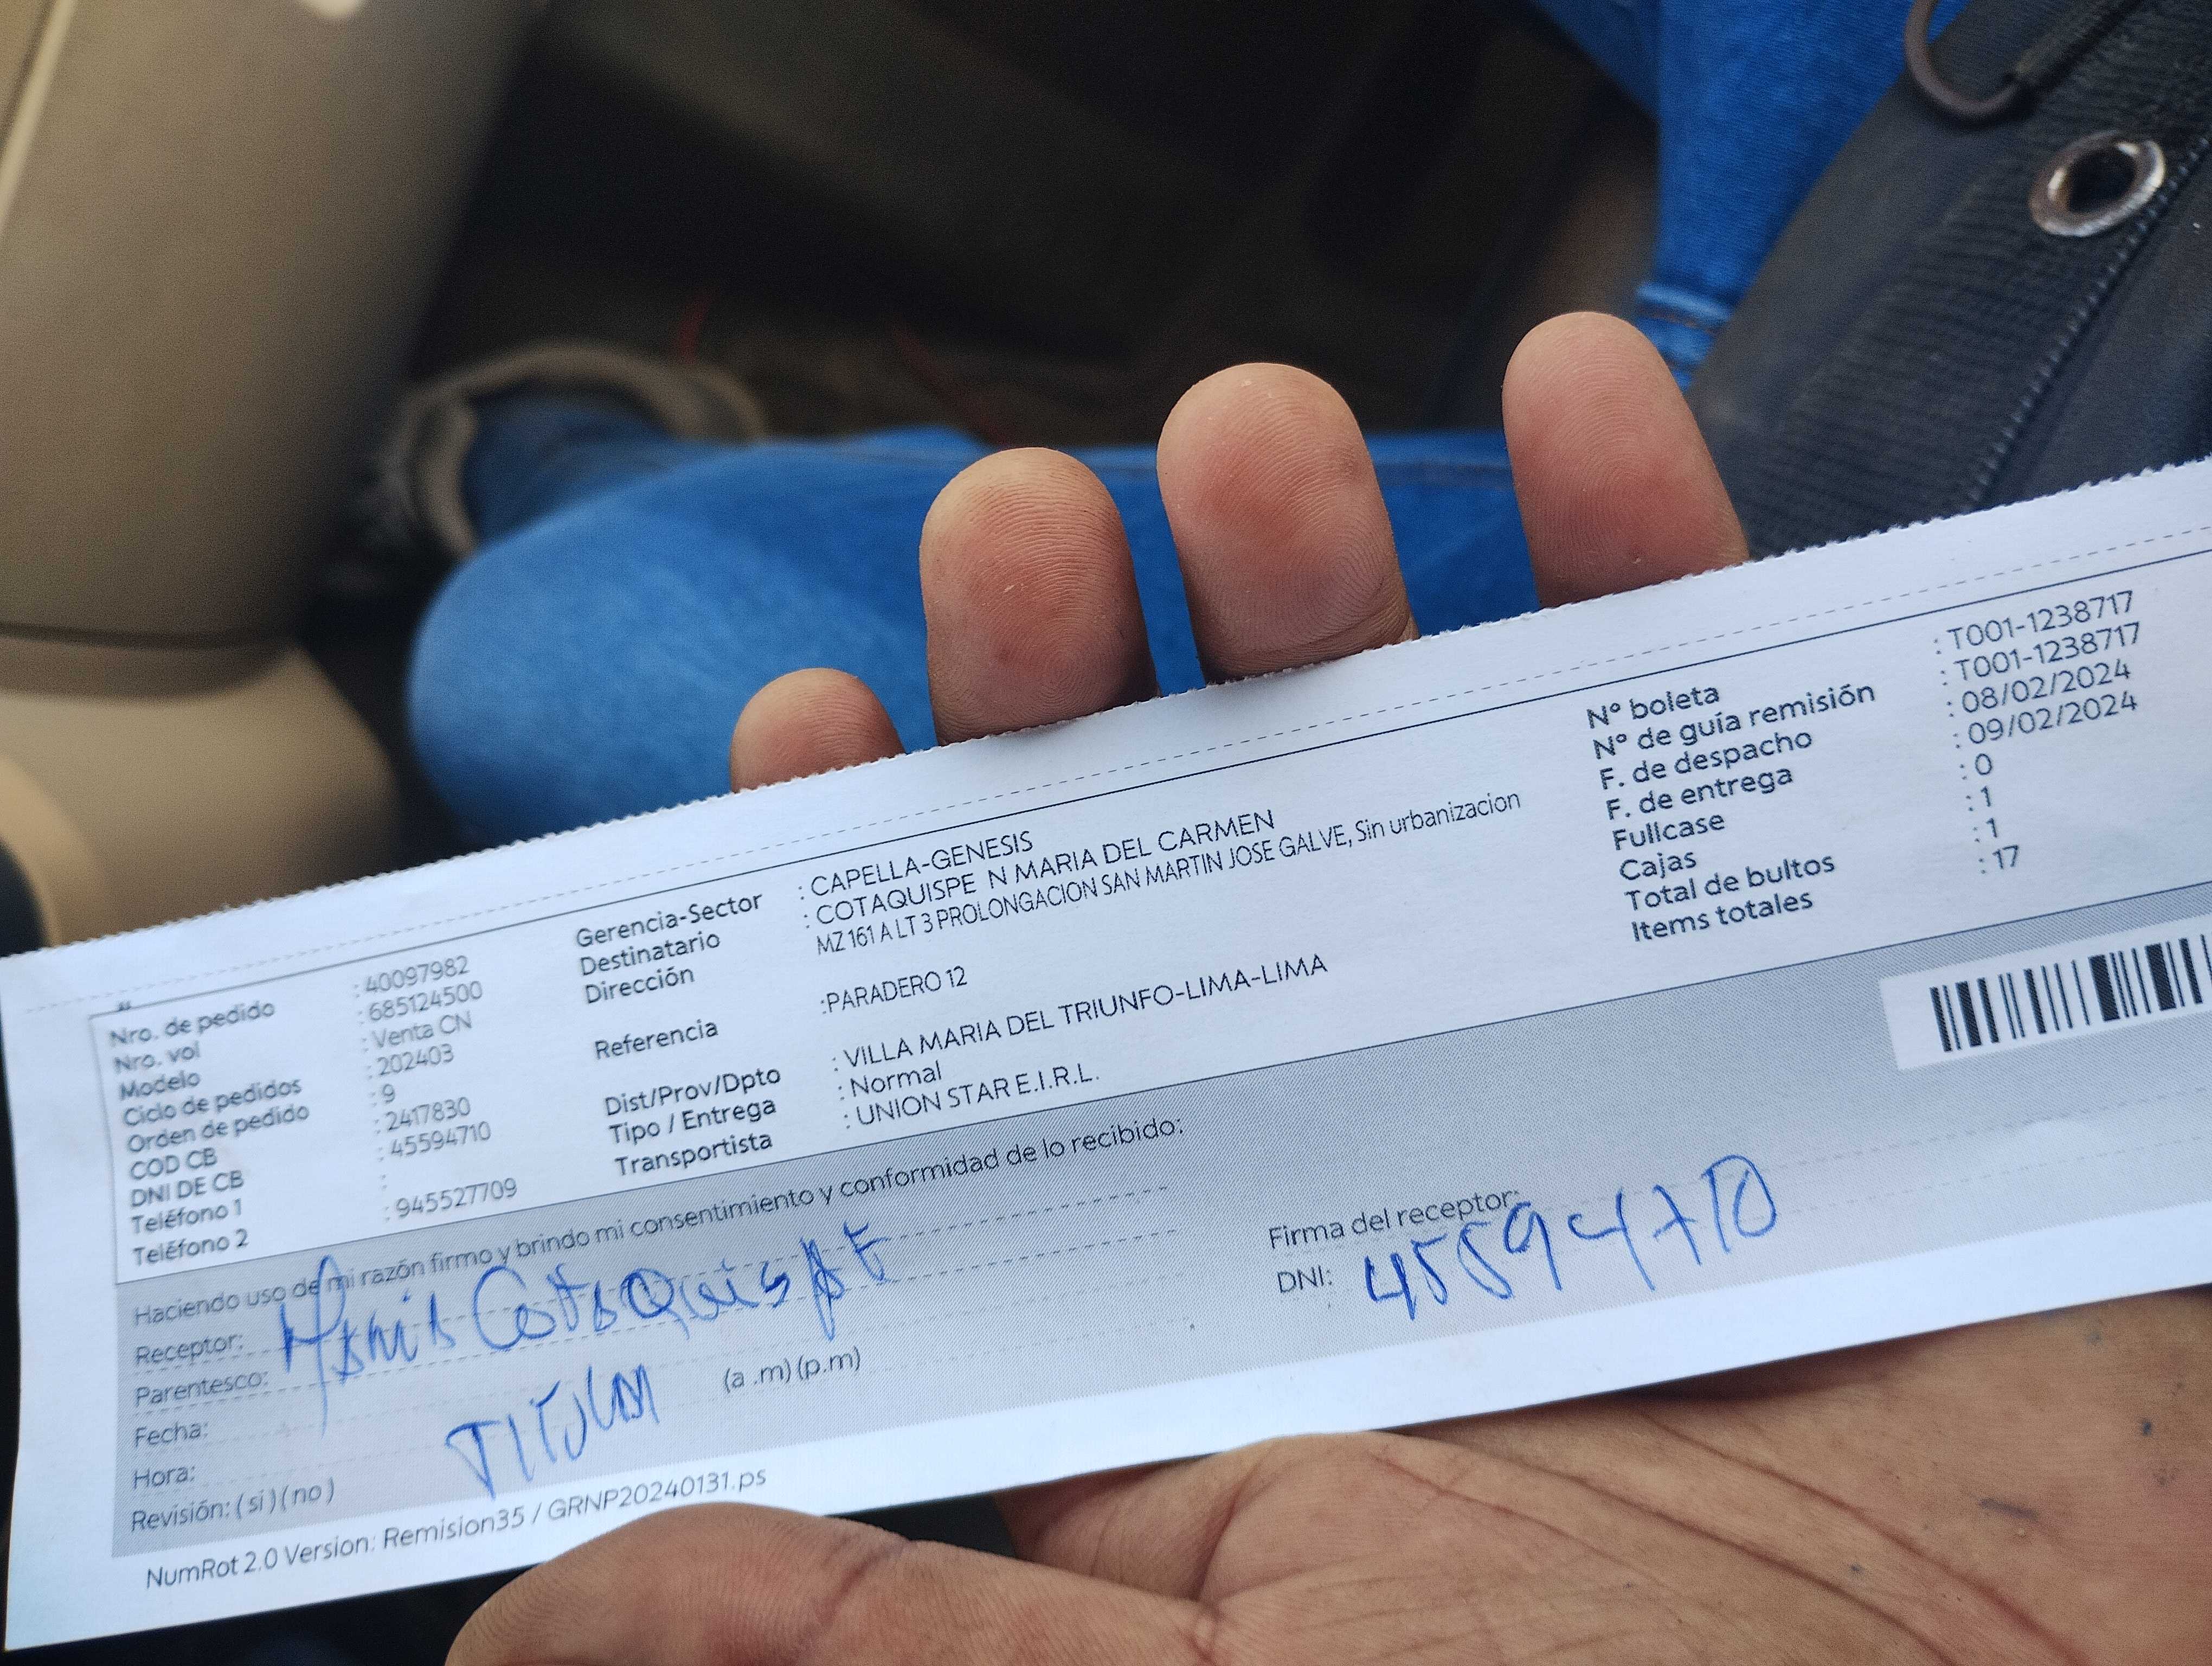 Nro. de pedido : 40097982
Nro. vol : 685124500
Modelo : Venta CN
Ciclo de pedidos : 202403
Orden de pedido : 9
COD CB : 2417830
DNI DE CB : 45594710
Teléfono 1 :
Teléfono 2 : 945527709
Gerencia-Sector : CAPELLA-GENESIS
Destinatario : COTAQUISPE N MARIA DEL CARMEN
Dirección MZ 161 A LT 3 PROLONGACION SAN MARTIN JOSE GALVE, Sin urbanizacion
Referencia :PARADERO 12
Dist/Prov/Dpto : VILLA MARIA DEL TRIUNFO-LIMA-LIMA
Tipo / Entrega : Normal
Transportista : UNION STAR E.I.R.L.
N° boleta : T001-1238717
N° de guía remisión : T001-1238717
F. de despacho : 08/02/2024
F. de entrega : 09/02/2024
Fullcase : 0
Cajas : 1
Total de bultos : 1
Items totales : 17
Haciendo uso de mi razón firmo y brindo mi consentimiento y conformidad de lo recibido:
Receptor: CotaQuispE
Parentesco:
Fecha:
Hora: (a .m) (p.m)
Revisión: ( si ) ( no )
Firma del receptor:
DNI: 45594710
NumRot 2.0 Version: Remision35 / GRNP20240131.ps